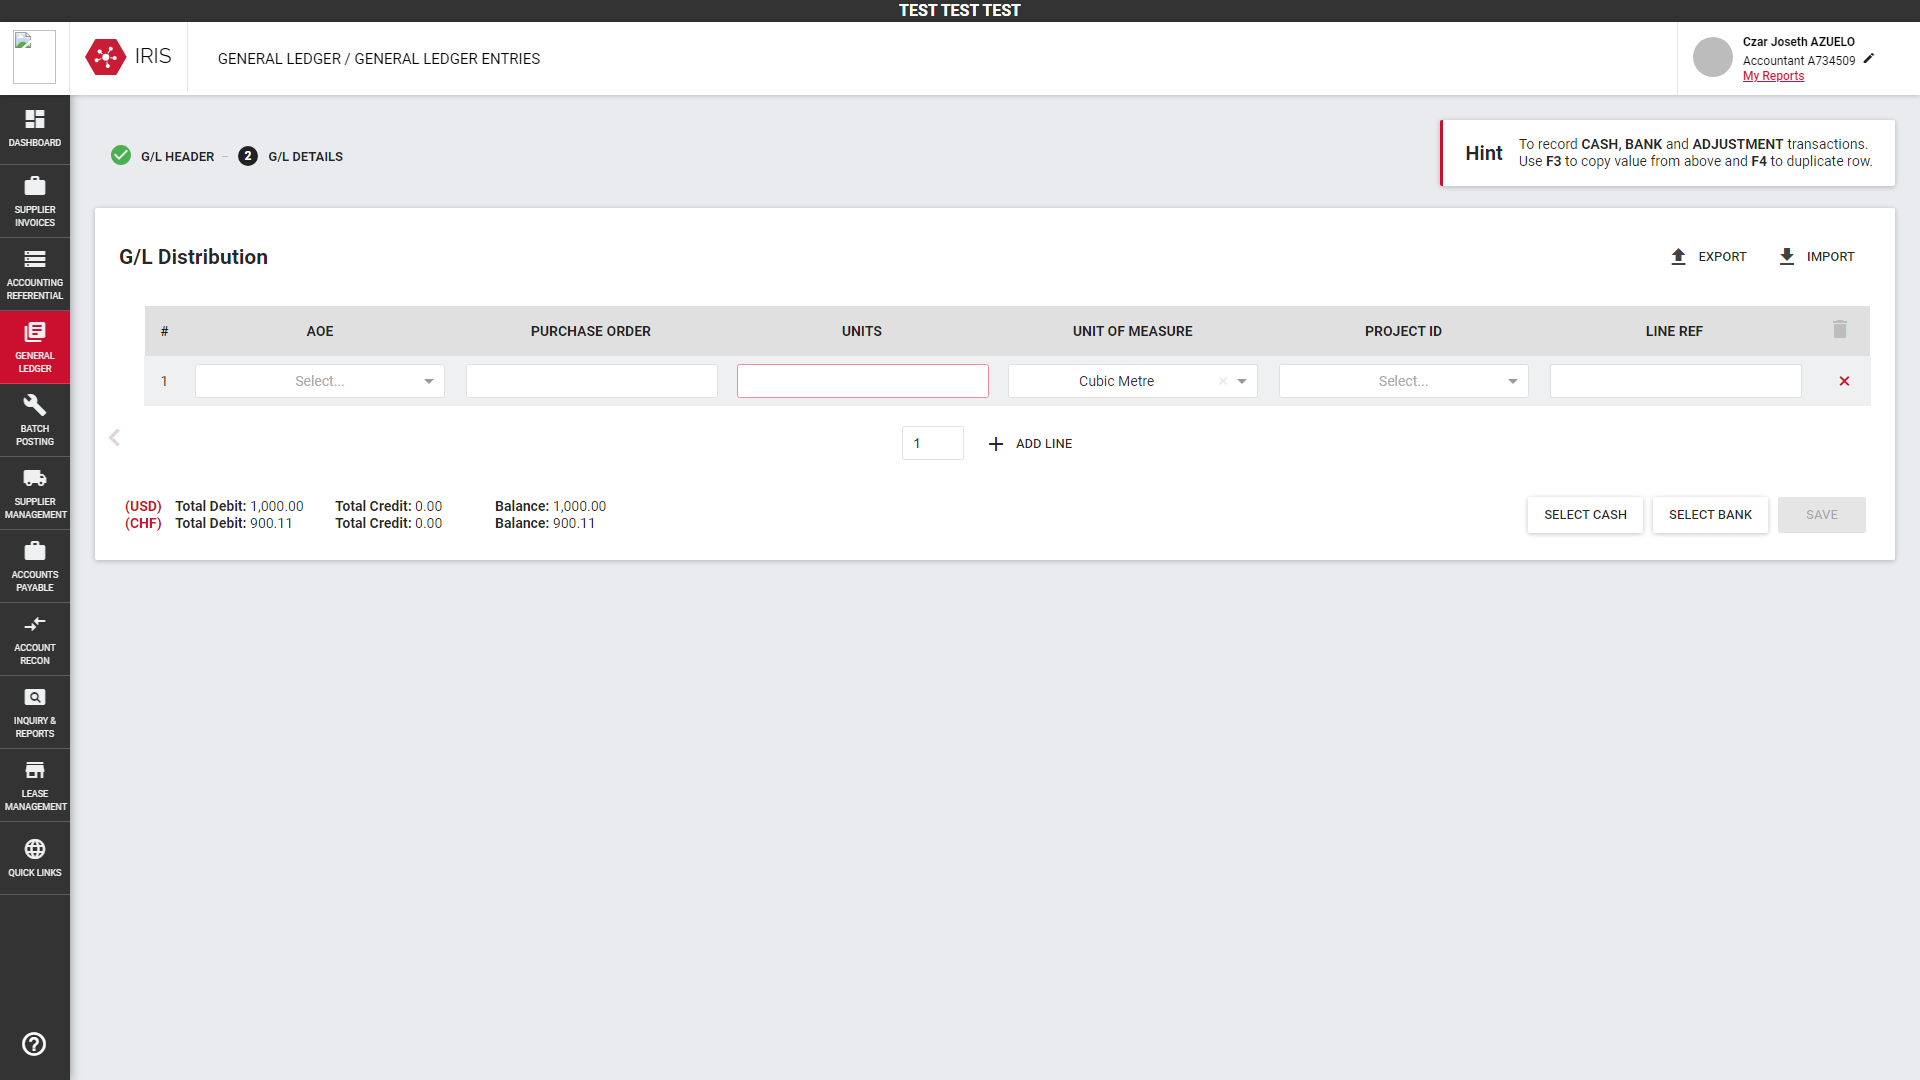 TEST TEST TEST
IRIS
GENERAL LEDGER / GENERAL LEDGER ENTRIES
Czar Joseth AZUELO
Accountant A734509
My Reports
DASHBOARD
SUPPLIER
INVOICES
ACCOUNTING
REFERENTIAL
GENERAL
LEDGER
BATCH
POSTING
SUPPLIER
MANAGEMENT
ACCOUNTS
PAYABLE
ACCOUNT
RECON
INQUIRY &
REPORTS
LEASE
MANAGEMENT
QUICK LINKS
G/L HEADER
2 G/L DETAILS
Hint
To record CASH, BANK and ADJUSTMENT transactions.
Use F3 to copy value from above and F4 to duplicate row.
G/L Distribution
EXPORT
IMPORT
# AOE PURCHASE ORDER UNITS UNIT OF MEASURE PROJECT ID LINE REF
1 Select... Cubic Metre Select...
1 ADD LINE
(USD) Total Debit: 1,000.00 Total Credit: 0.00 Balance: 1,000.00
(CHF) Total Debit: 900.11 Total Credit: 0.00 Balance: 900.11
SELECT CASH
SELECT BANK
SAVE